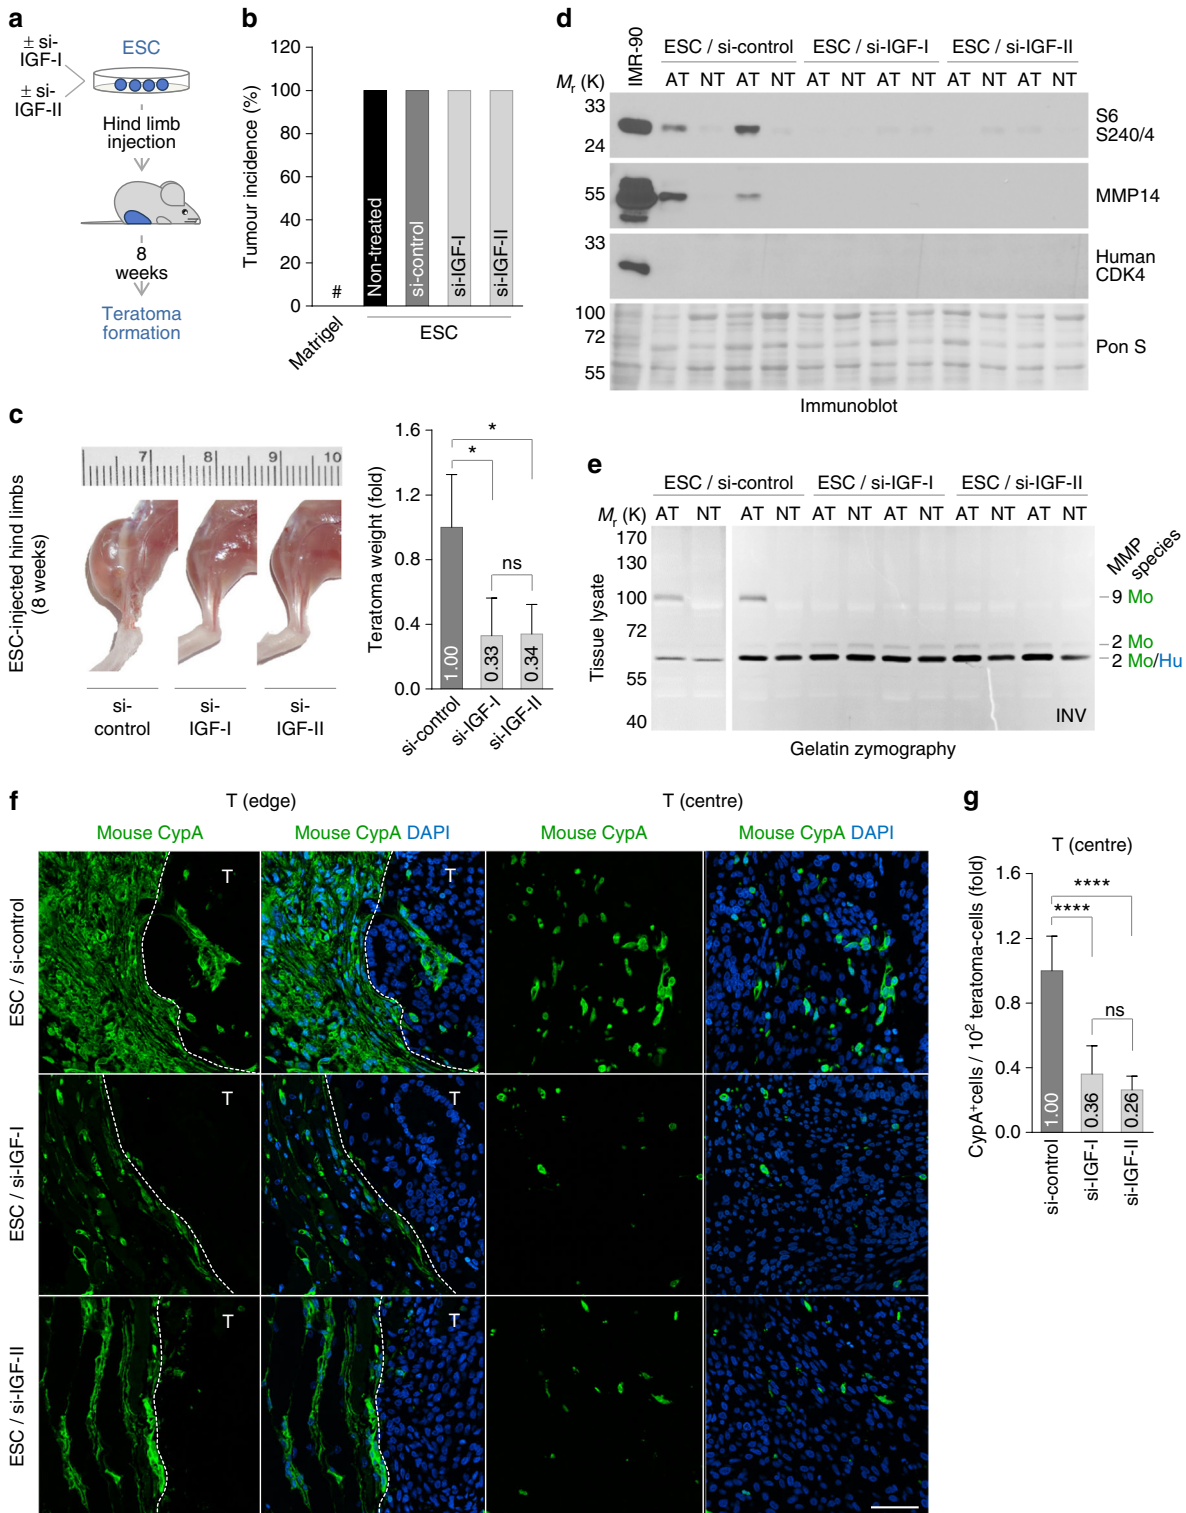 a
± si-
IGF-I
± si-
IGF-II
ESC
Hind limb
injection
8
weeks
Teratoma
formation
b
Tumour incidence (%)
120
100
80
60
40
20
0
#
Non-treated
si-control
si-IGF-I
si-IGF-II
Matrigel
ESC
c
ESC-injected hind limbs
(8 weeks)
7 8 9 10
si-
control
si-
IGF-I
si-
IGF-II
Teratoma weight (fold)
1.6
1.2
0.8
0.4
0.0
*
*
ns
1.00
0.33
0.34
si-control
si-IGF-I
si-IGF-II
d
IMR-90
ESC / si-control ESC / si-IGF-I ESC / si-IGF-II
Mr (K) AT NT AT NT AT NT AT NT AT NT AT NT
33
24
S6
S240/4
55
MMP14
33
Human
CDK4
100
72
55
Pon S
Immunoblot
e
ESC / si-control ESC / si-IGF-I ESC / si-IGF-II
Mr (K) AT NT AT NT AT NT AT NT AT NT AT NT
Tissue lysate
170
130
100
72
55
40
MMP
species
9 Mo
2 Mo
2 Mo/Hu
INV
Gelatin zymography
f
T (edge) T (centre)
Mouse CypA Mouse CypA DAPI Mouse CypA Mouse CypA DAPI
ESC / si-control
T T
ESC / si-IGF-I
T T
ESC / si-IGF-II
T T
g
T (centre)
CypA⁺cells / 10² teratoma-cells (fold)
1.6
1.2
0.8
0.4
0.0
****
****
ns
1.00
0.36
0.26
si-control
si-IGF-I
si-IGF-II